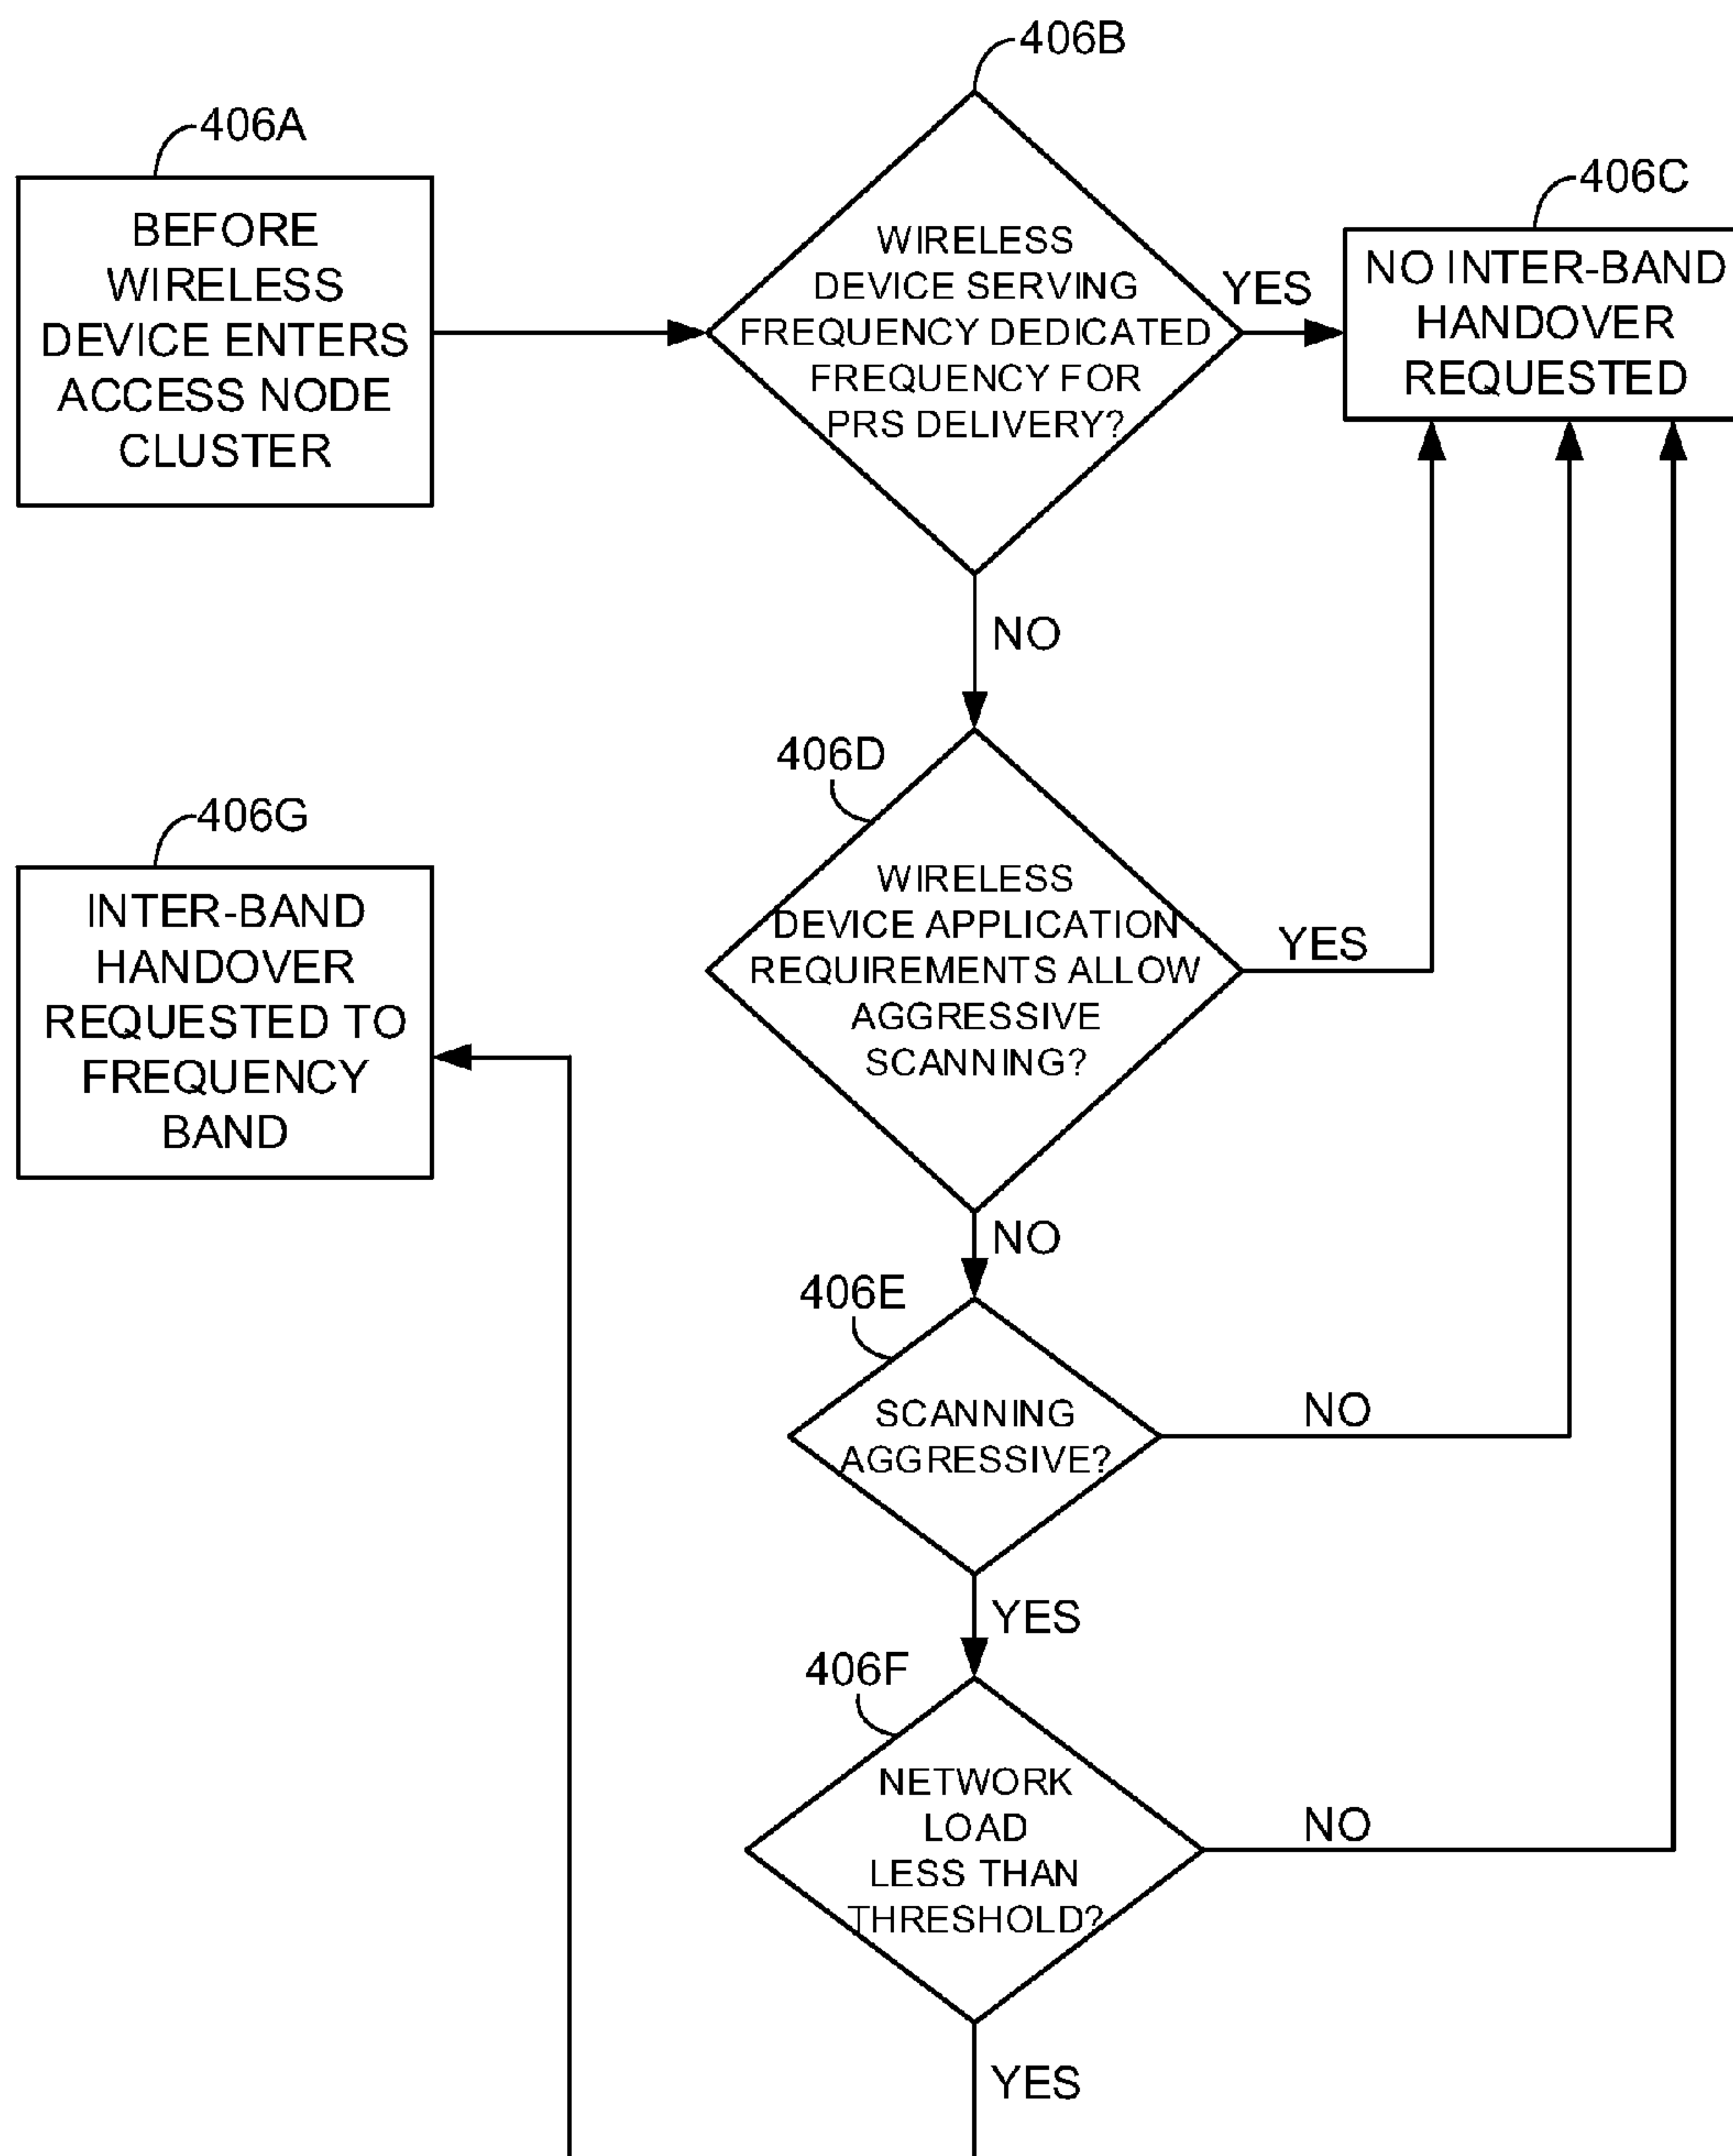 406B
406A
BEFORE
WIRELESS
DEVICE ENTERS
ACCESS NODE
CLUSTER
WIRELESS
DEVICE SERVING
FREQUENCY DEDICATED
FREQUENCY FOR
PRS DELIVERY?
YES
406C
NO INTER-BAND
HANDOVER
REQUESTED
NO
406D
WIRELESS
DEVICE APPLICATION
REQUIREMENTS ALLOW
AGGRESSIVE
SCANNING?
YES
406G
INTER-BAND
HANDOVER
REQUESTED TO
FREQUENCY
BAND
NO
406E
SCANNING
AGGRESSIVE?
NO
YES
406F
NETWORK
LOAD
LESS THAN
THRESHOLD?
NO
YES